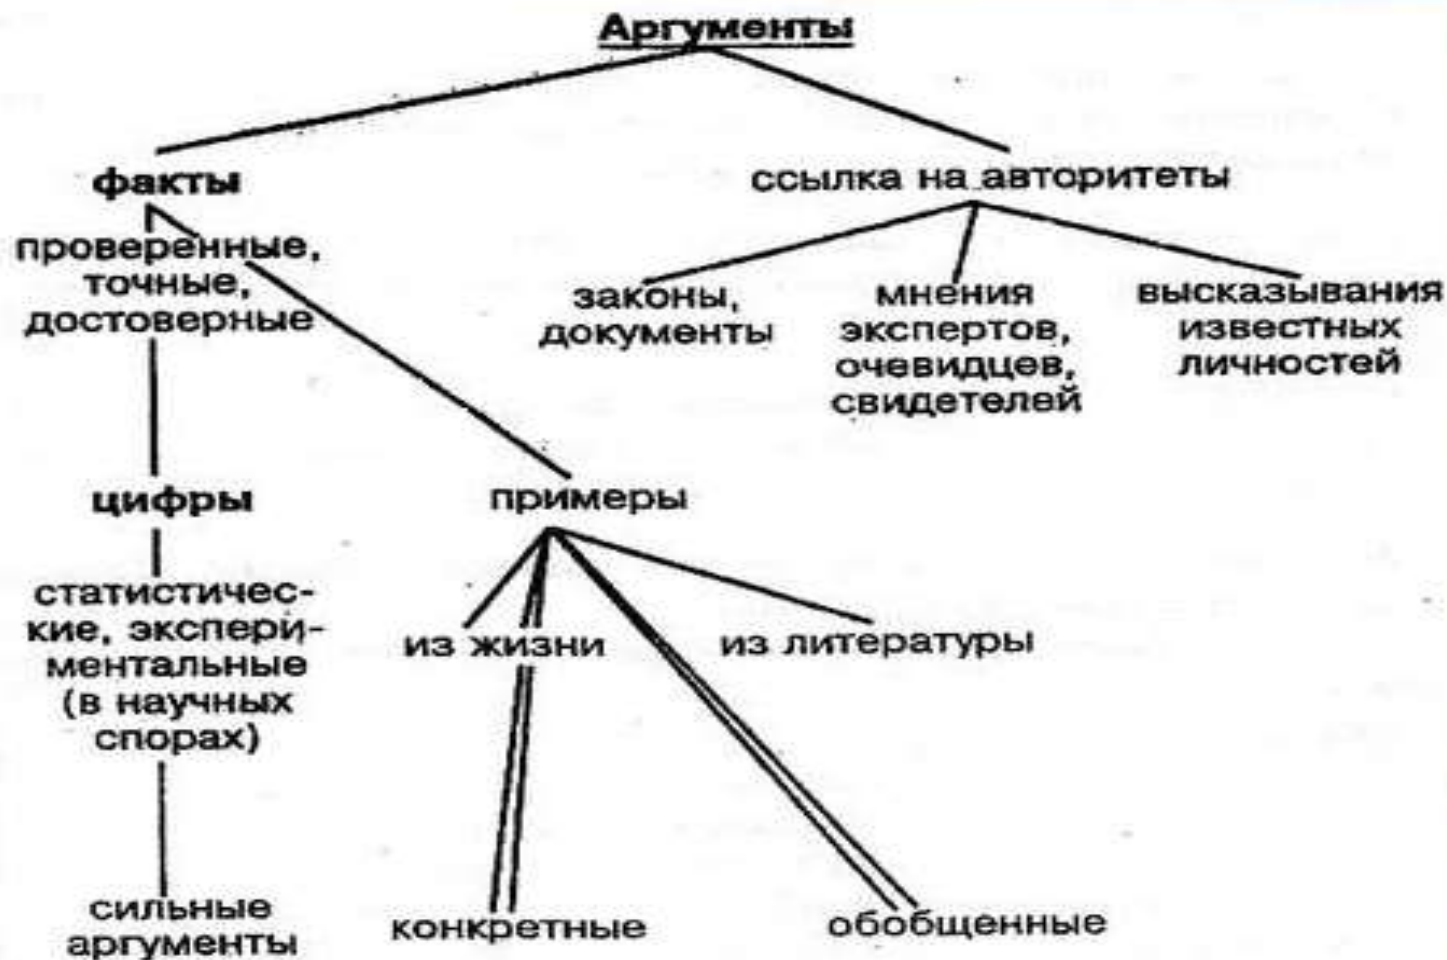 Аргументы
факты
ссылка на авторитеты
проверенные,
точные,
достоверные
законы,
документы
мнения
экспертов,
очевидцев,
свидетелей
высказывания
известных
личностей
цифры
примеры
статистичес-
кие, экспери-
ментальные
(в научных
спорах)
из жизни
из литературы
сильные
аргументы
конкретные
обобщенные